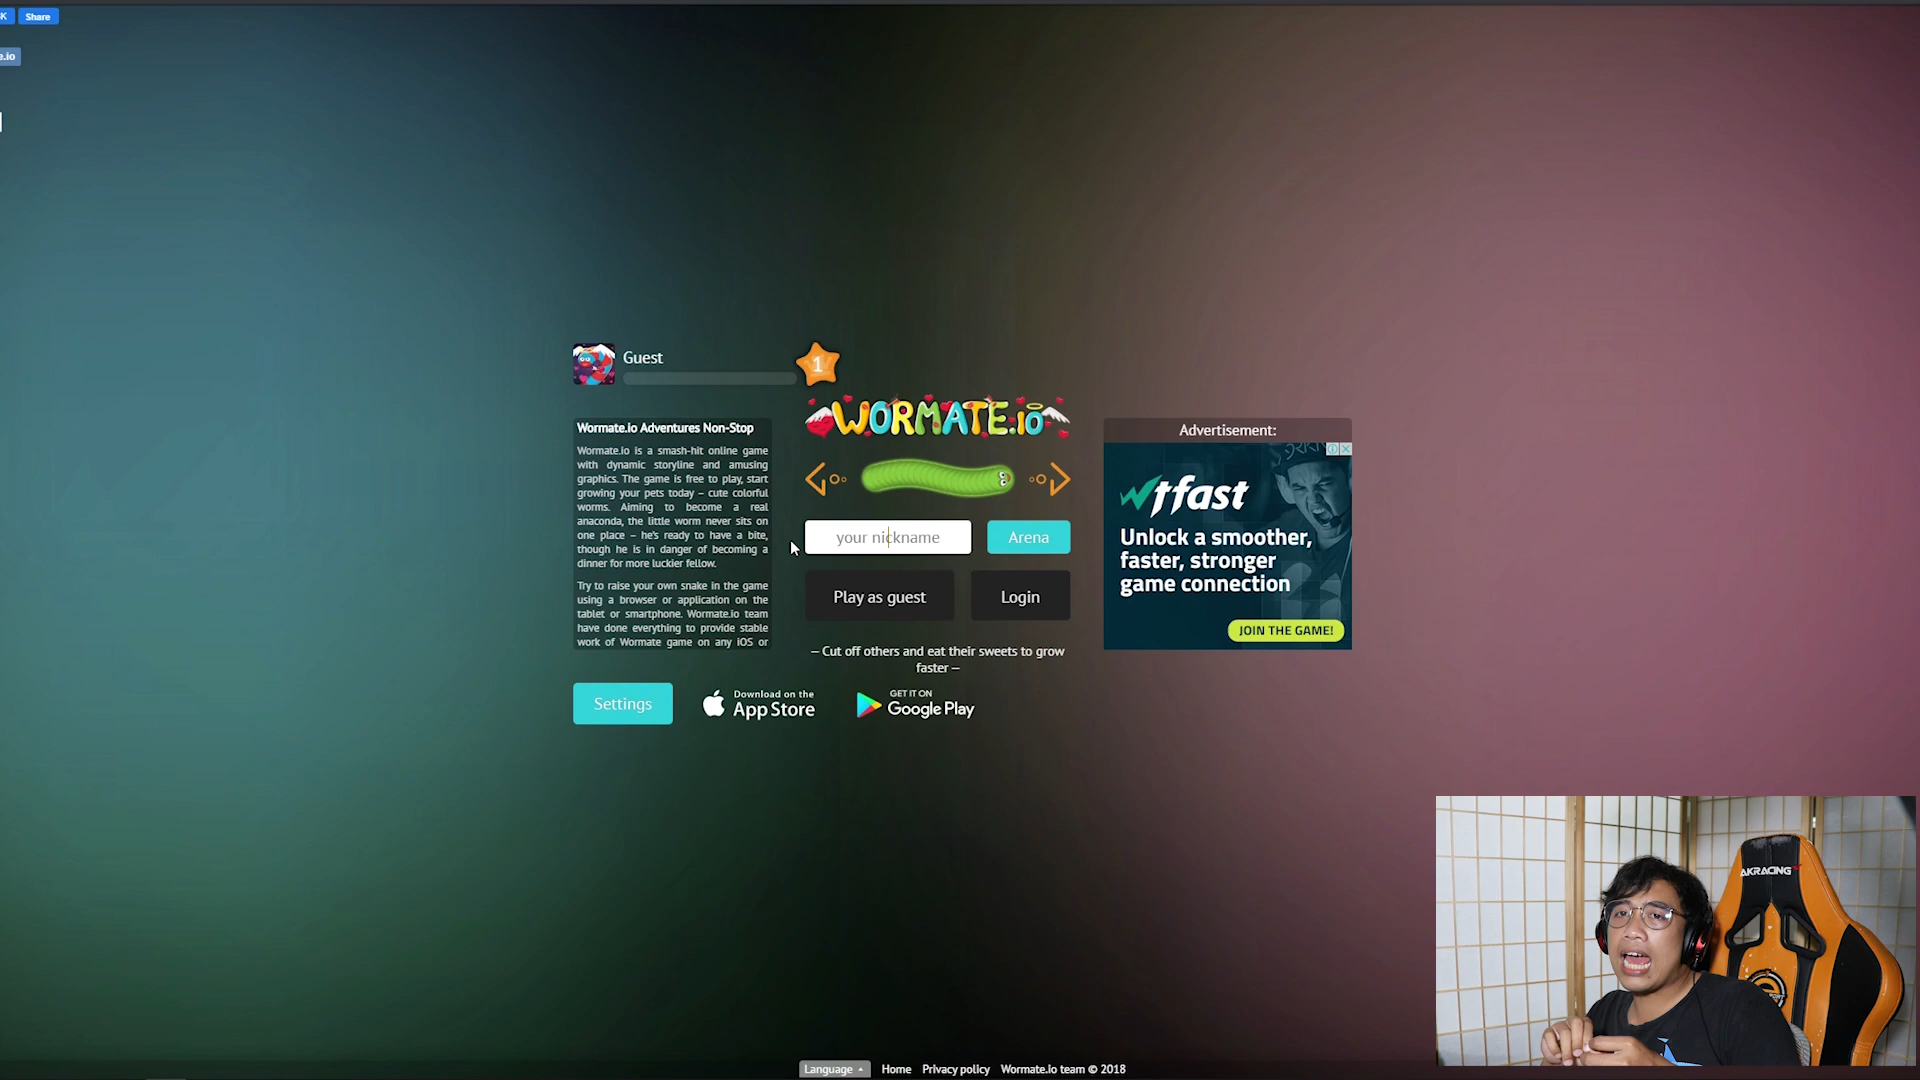 Share
e.io
Guest
1
WORMATE.io
Wormate.io Adventures Non-Stop
Wormate.io is a smash-hit online game
with dynamic storyline and amusing
graphics. The game is free to play, start
growing your pets today – cute colorful
worms. Aiming to become a real
anaconda, the little worm never sits on
one place – he's ready to have a bite,
though he is in danger of becoming a
dinner for more luckier fellow.
Try to raise your own snake in the game
using a browser or application on the
tablet or smartphone. Wormate.io team
have done everything to provide stable
work of Wormate game on any iOS or
your nickname
Arena
Play as guest
Login
– Cut off others and eat their sweets to grow
faster –
Advertisement:
wtfast
Unlock a smoother,
faster, stronger
game connection
JOIN THE GAME!
Settings
Download on the
App Store
GET IT ON
Google Play
AKRACING
Language
Home
Privacy policy
Wormate.io team © 2018